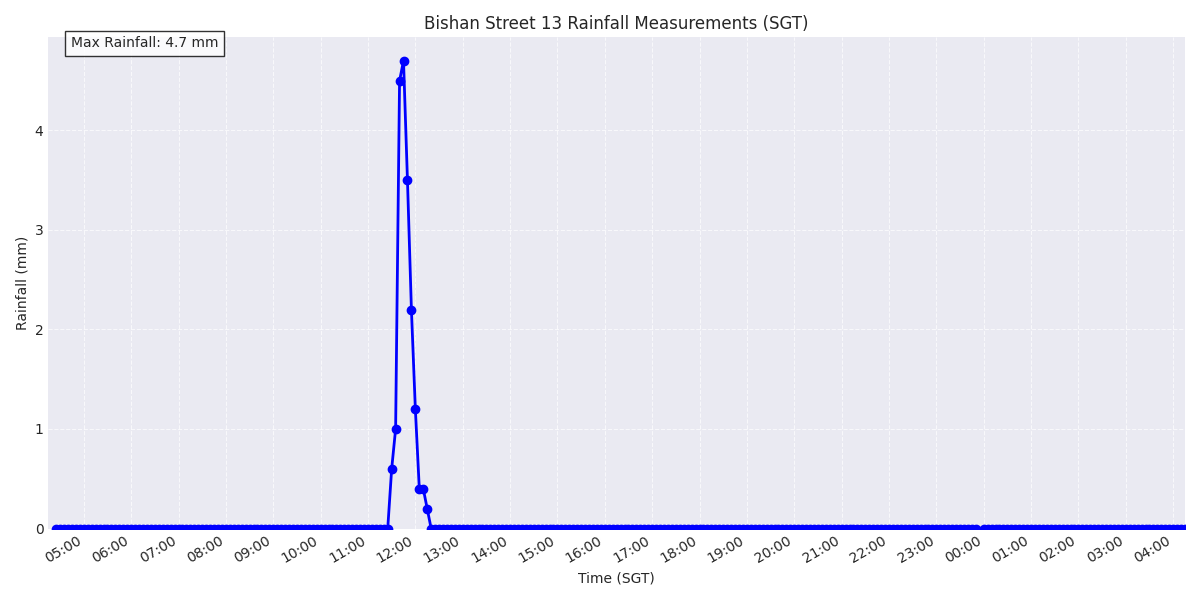 Bishan Street 13 Rainfall Measurements (SGT)
Max Rainfall: 4.7 mm
Rainfall (mm)
4
3
2
1
0
05:00 06:00 07:00 08:00 09:00 10:00 11:00 12:00 13:00 14:00 15:00 16:00 17:00 18:00 19:00 20:00 21:00 22:00 23:00 00:00 01:00 02:00 03:00 04:00
Time (SGT)